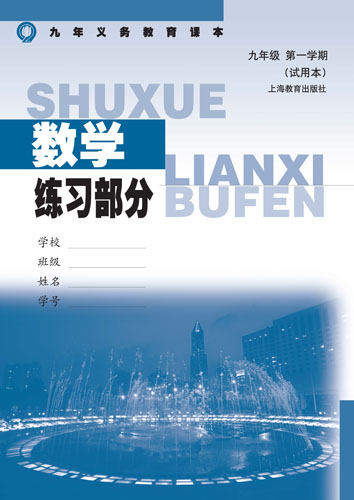 九年义务教育课本
九年级 第一学期
(试用本)
上海教育出版社
SHUXUE
数学
LIANXI
练习部分
BUFEN
学校
班级
姓名
学号